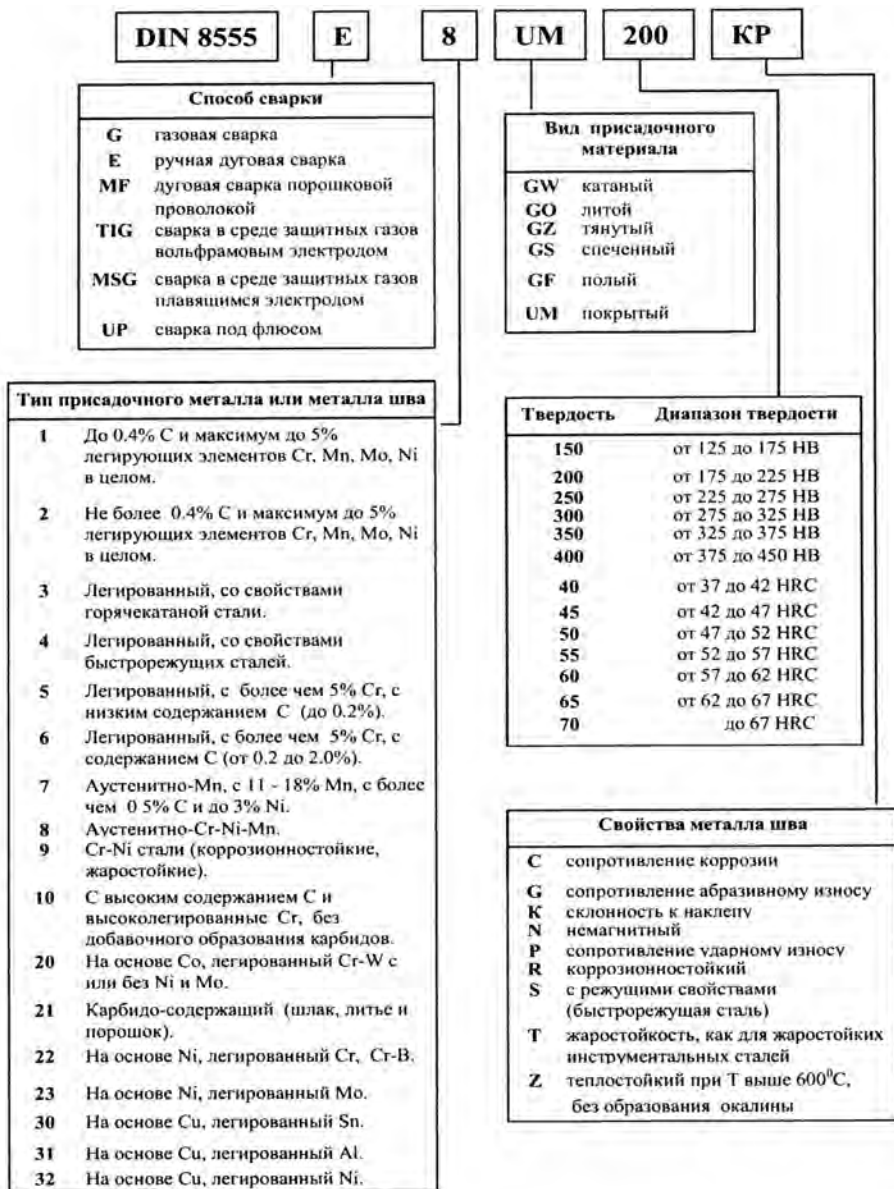 DIN 8555 E 8 UM 200 КР
Способ сварки
G газовая сварка
E ручная дуговая сварка
MF дуговая сварка порошковой
проволокой
TIG сварка в среде защитных газов
вольфрамовым электродом
MSG сварка в среде защитных газов
плавящимся электродом
UP сварка под флюсом
Вид присадочного
материала
GW катаный
GO литой
GZ тянутый
GS спеченный
GF полый
UM покрытый
Тип присадочного металла или металла шва
1 До 0.4% С и максимум до 5%
легирующих элементов Cr, Mn, Mo, Ni
в целом.
2 Не более 0.4% С и максимум до 5%
легирующих элементов Cr, Mn, Mo, Ni
в целом.
3 Легированный, со свойствами
горячекатаной стали.
4 Легированный, со свойствами
быстрорежущих сталей.
5 Легированный, с более чем 5% Cr, с
низким содержанием С (до 0.2%).
6 Легированный, с более чем 5% Cr, с
содержанием С (от 0.2 до 2.0%).
7 Аустенитно-Mn, с 11 - 18% Mn, с более
чем 0 5% С и до 3% Ni.
8 Аустенитно-Cr-Ni-Mn.
9 Cr-Ni стали (коррозионностойкие,
жаростойкие).
10 С высоким содержанием С и
высоколегированные Cr, без
добавочного образования карбидов.
20 На основе Co, легированный Cr-W с
или без Ni и Mo.
21 Карбидо-содержащий (шлак, литье и
порошок).
22 На основе Ni, легированный Cr, Cr-B.
23 На основе Ni, легированный Mo.
30 На основе Cu, легированный Sn.
31 На основе Cu, легированный Al.
32 На основе Cu, легированный Ni.
Твердость Диапазон твердости
150 от 125 до 175 НВ
200 от 175 до 225 НВ
250 от 225 до 275 НВ
300 от 275 до 325 НВ
350 от 325 до 375 НВ
400 от 375 до 450 НВ
40 от 37 до 42 HRC
45 от 42 до 47 HRC
50 от 47 до 52 HRC
55 от 52 до 57 HRC
60 от 57 до 62 HRC
65 от 62 до 67 HRC
70 до 67 HRC
Свойства металла шва
C сопротивление коррозии
G сопротивление абразивному износу
K склонность к наклепу
N немагнитный
P сопротивление ударному износу
R коррозионностойкий
S с режущими свойствами
(быстрорежущая сталь)
T жаростойкость, как для жаростойких
инструментальных сталей
Z теплостойкий при Т выше 600⁰С,
без образования окалины